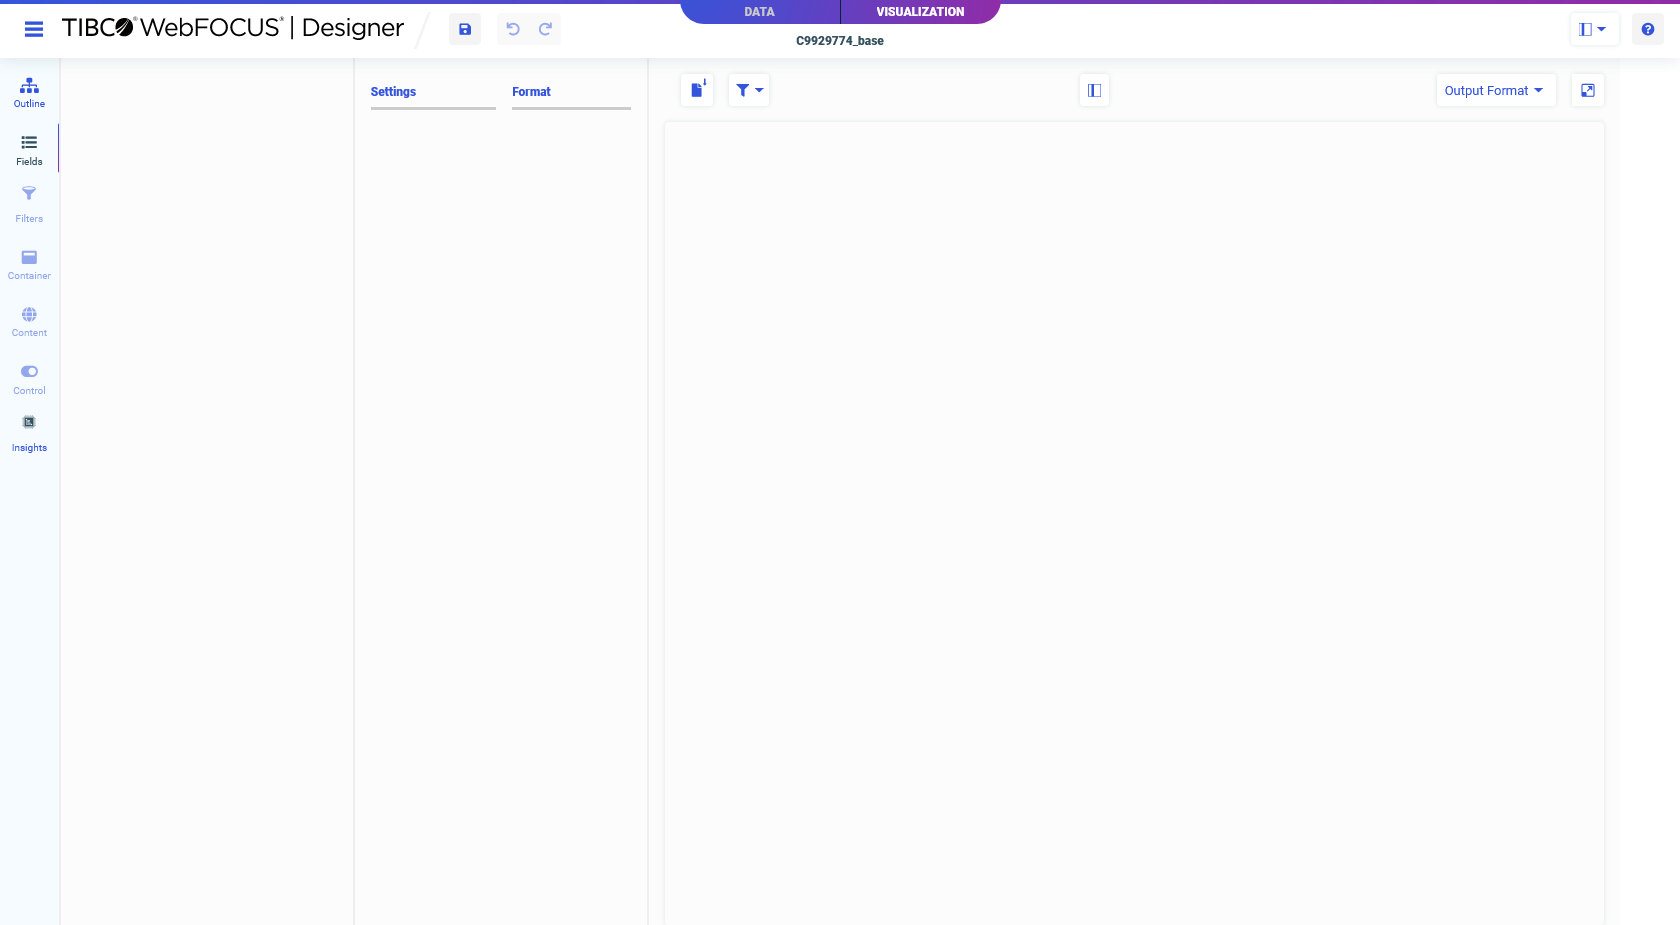 TIBCO® WebFOCUS® | Designer
DATA
VISUALIZATION
C9929774_base
Outline
Fields
Filters
Container
Content
Control
Insights
Settings
Format
Output Format